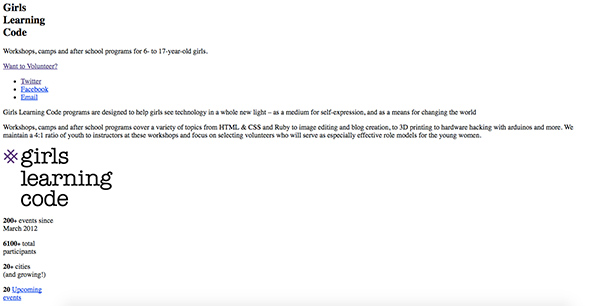 Girls
Learning
Code
Workshops, camps and after school programs for 6- to 17-year-old girls.
Want to Volunteer?
Twitter
Facebook
Email
Girls Learning Code programs are designed to help girls see technology in a whole new light – as a medium for self-expression, and as a means for changing the world
Workshops, camps and after school programs cover a variety of topics from HTML & CSS and Ruby to image editing and blog creation, to 3D printing to hardware hacking with arduinos and more. We
maintain a 4:1 ratio of youth to instructors at these workshops and focus on selecting volunteers who will serve as especially effective role models for the young women.
girls
learning
code
200+ events since
March 2012
6100+ total
participants
20+ cities
(and growing!)
20 Upcoming
events